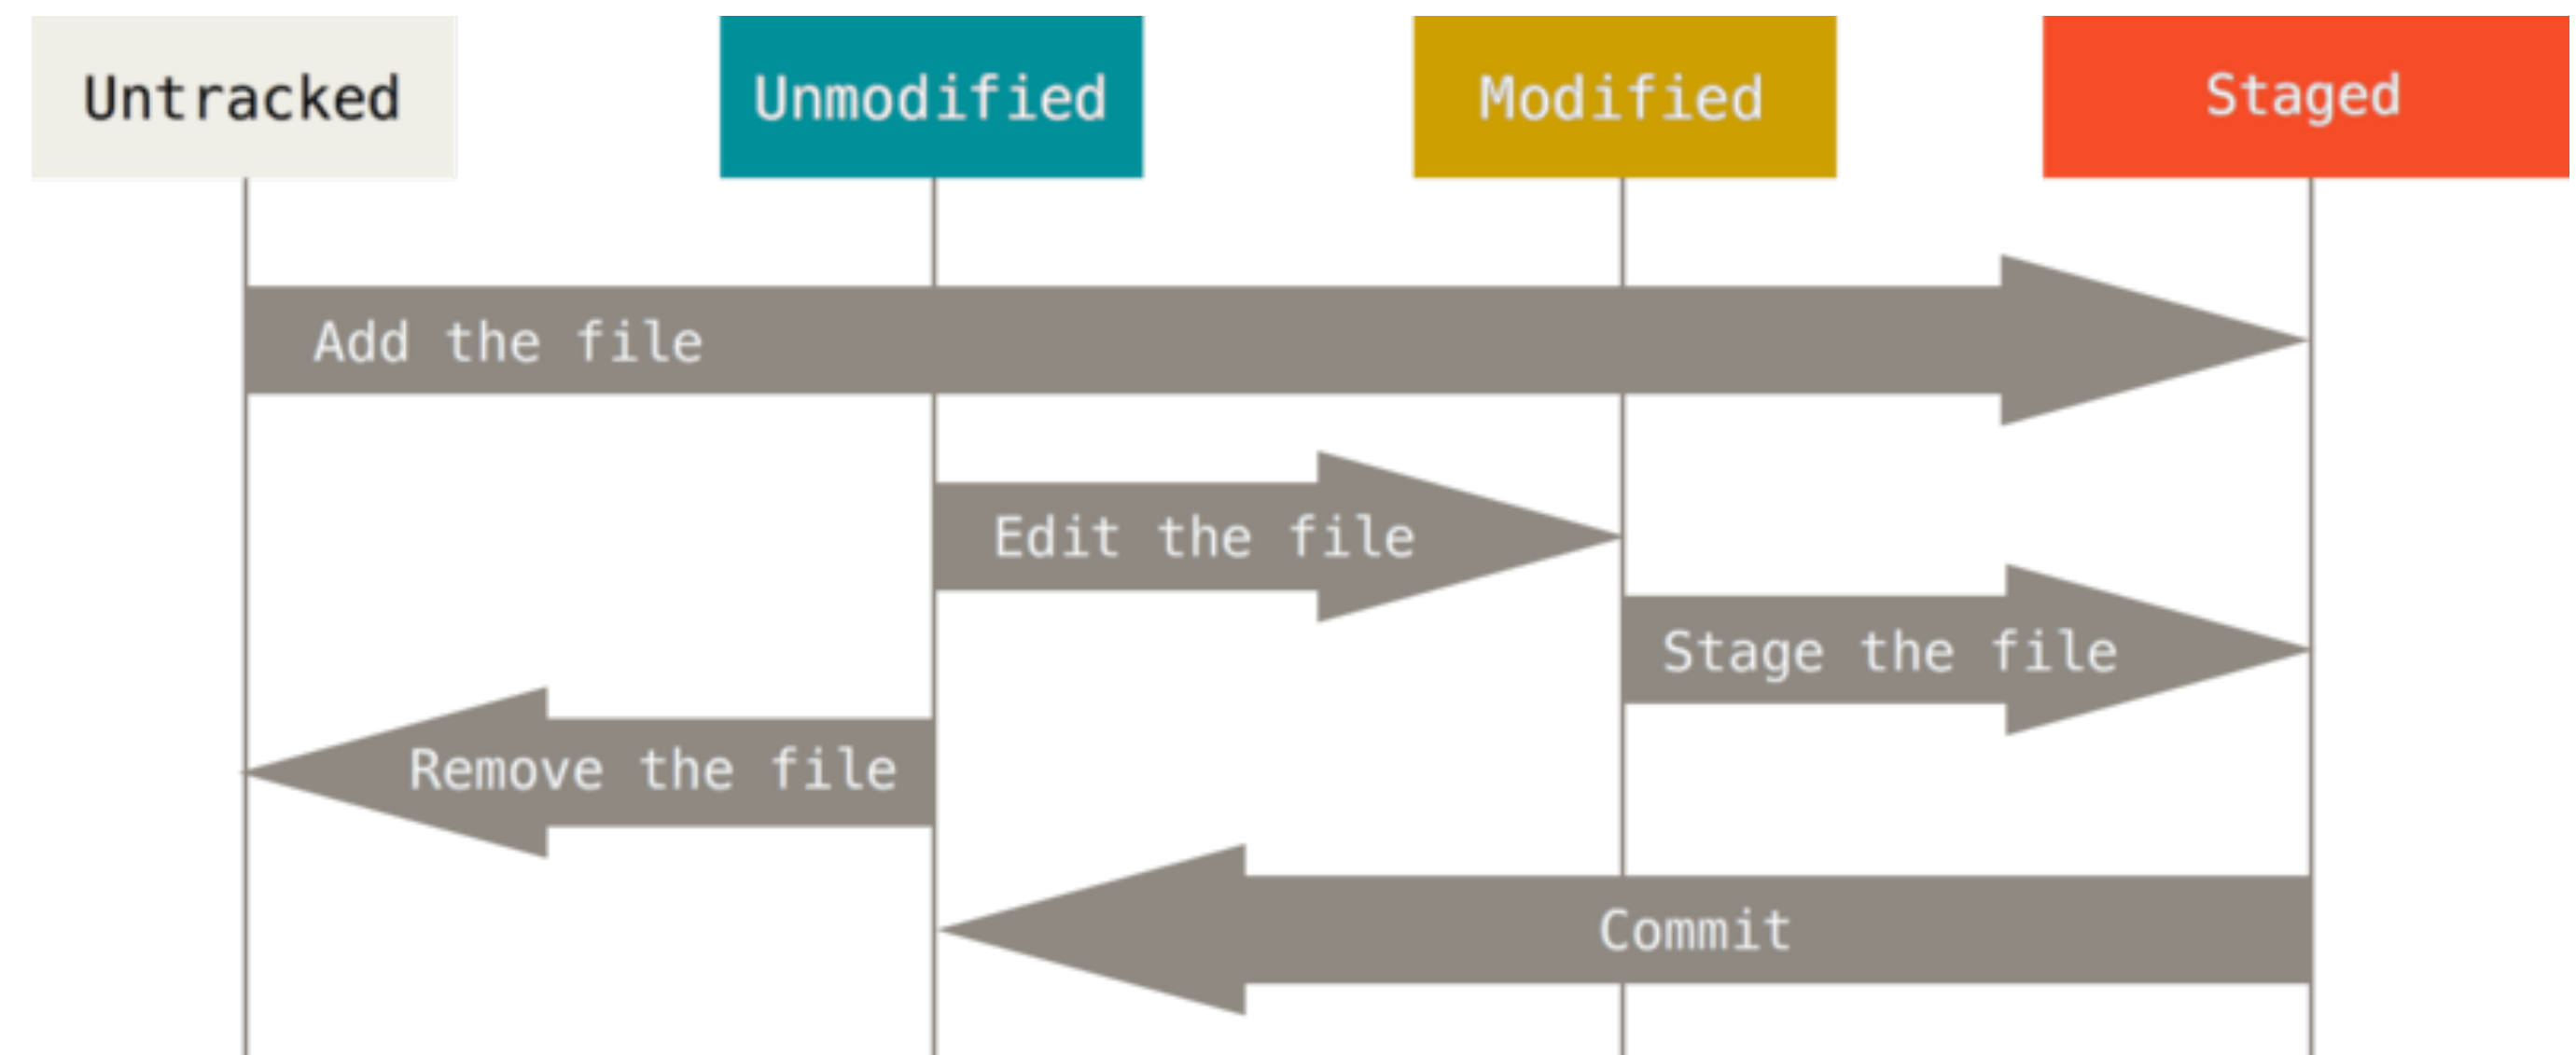 Untracked
Unmodified
Modified
Staged
Add the file
Edit the file
Stage the file
Remove the file
Commit